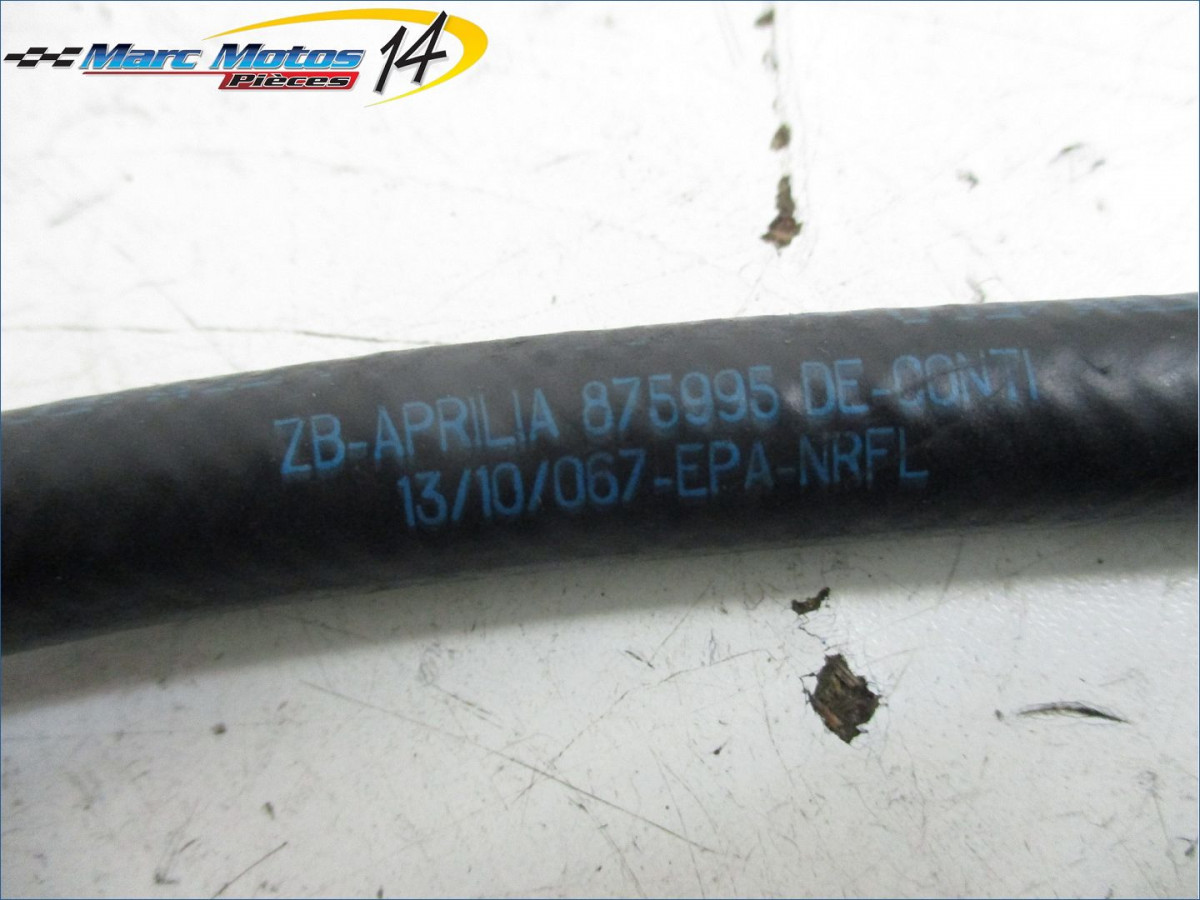 Marc Motos 14
Pièces
ZB-APRILIA 875995 DE-CONTI
13/10/067-EPA-NRFL